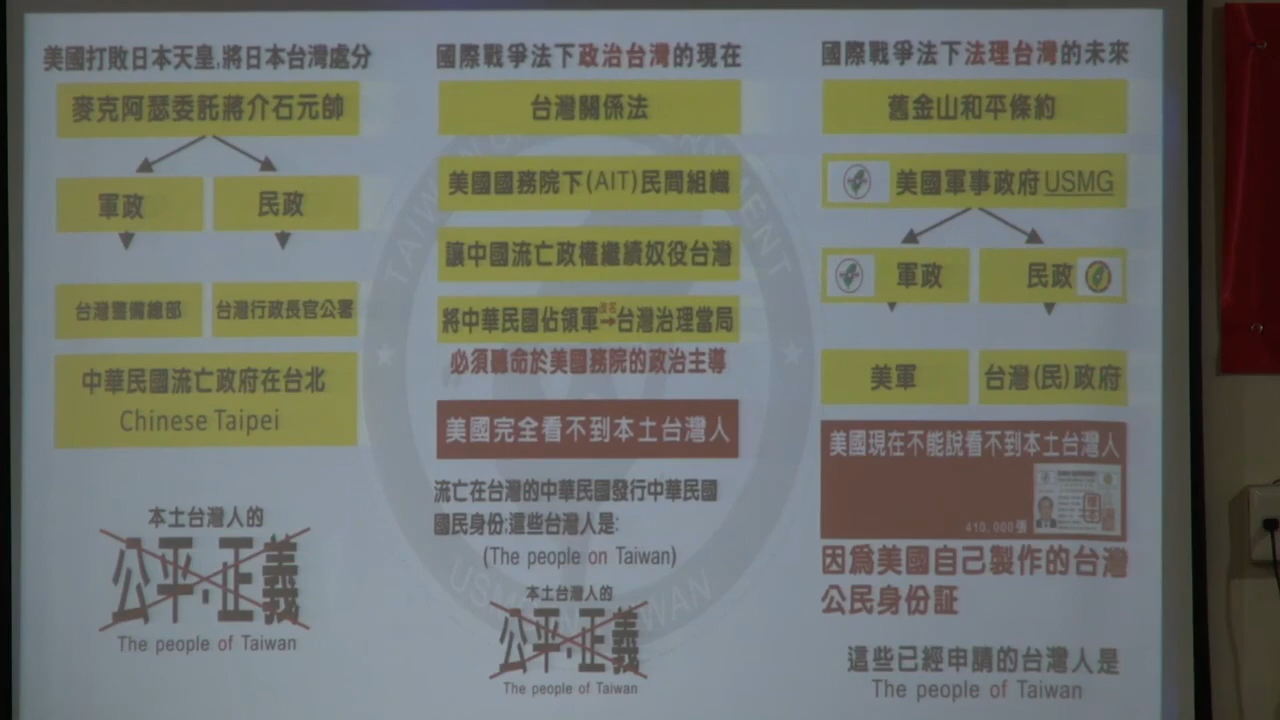 美國打敗日本天皇,將日本台灣處分
麥克阿瑟委託蔣介石元帥
軍政
民政
台灣警備總部
台灣行政長官公署
中華民國流亡政府在台北
Chinese Taipei
本土台灣人的
公平.正義
The people of Taiwan
國際戰爭法下政治台灣的現在
台灣關係法
美國國務院下(AIT)民間組織
讓中國流亡政權繼續奴役台灣
將中華民國佔領軍→台灣治理當局
必須聽命於美國務院的政治主導
美國完全看不到本土台灣人
流亡在台灣的中華民國發行中華民國
國民身份;這些台灣人是:
(The people on Taiwan)
本土台灣人的
公平.正義
The people of Taiwan
國際戰爭法下法理台灣的未來
舊金山和平條約
美國軍事政府USMG
軍政
民政
美軍
台灣(民)政府
美國現在不能說看不到本土台灣人
410,000張
因為美國自己製作的台灣
公民身份証
這些已經申請的台灣人是
The people of Taiwan